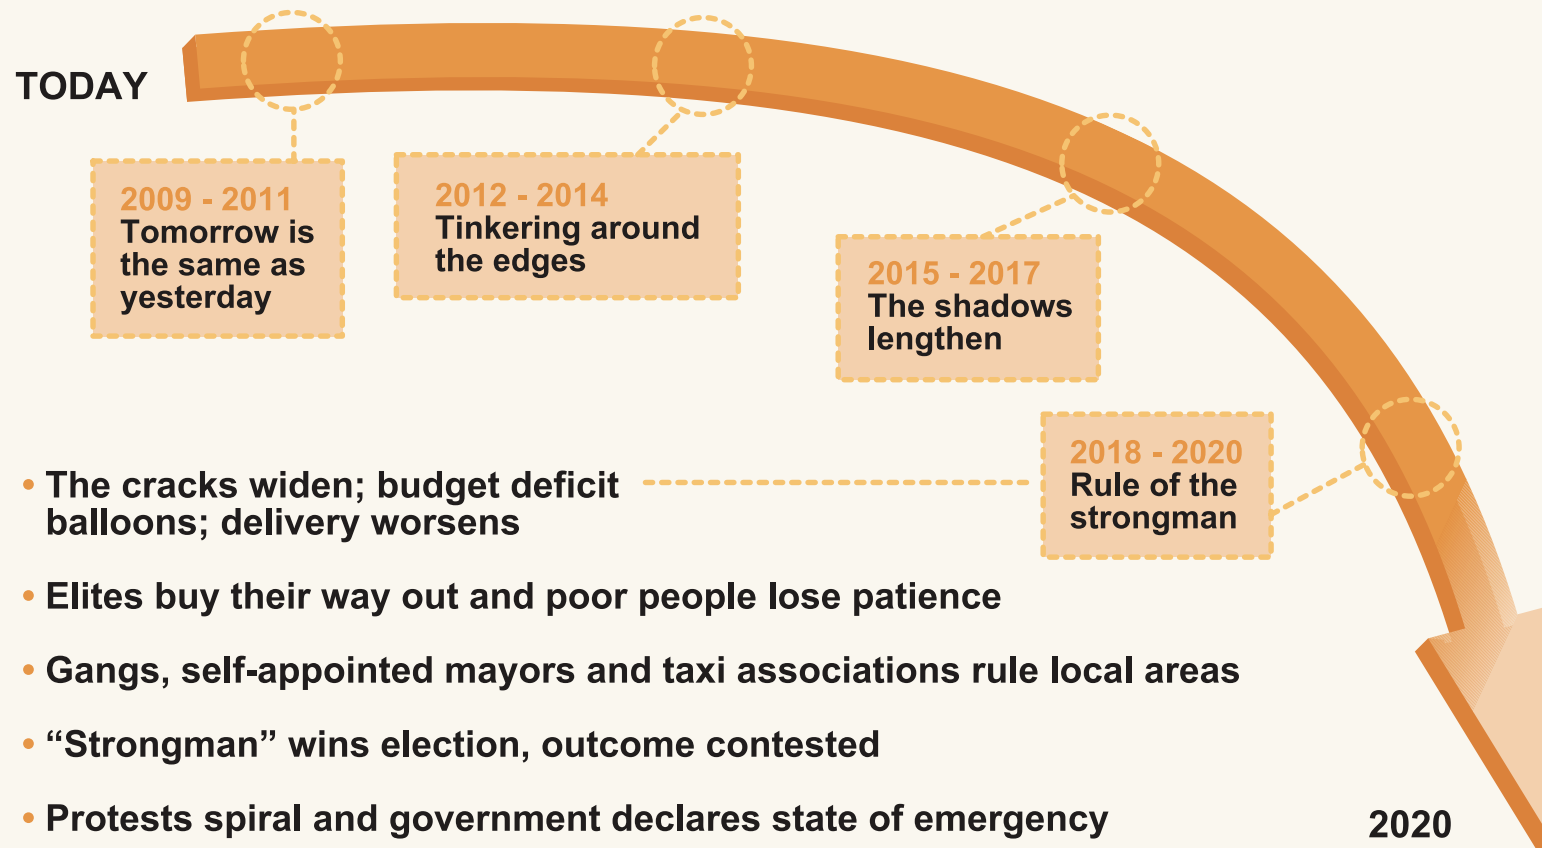 TODAY
2009 - 2011
Tomorrow is
the same as
yesterday
2012 - 2014
Tinkering around
the edges
2015 - 2017
The shadows
lengthen
2018 - 2020
Rule of the
strongman
• The cracks widen; budget deficit
balloons; delivery worsens
• Elites buy their way out and poor people lose patience
• Gangs, self-appointed mayors and taxi associations rule local areas
• “Strongman” wins election, outcome contested
• Protests spiral and government declares state of emergency
2020